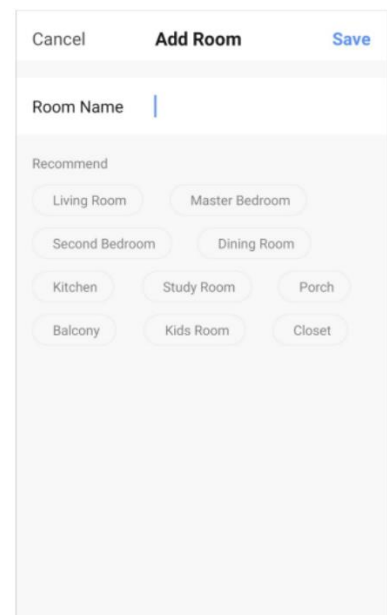 Cancel Add Room Save
Room Name
Recommend
Living Room Master Bedroom
Second Bedroom Dining Room
Kitchen Study Room Porch
Balcony Kids Room Closet